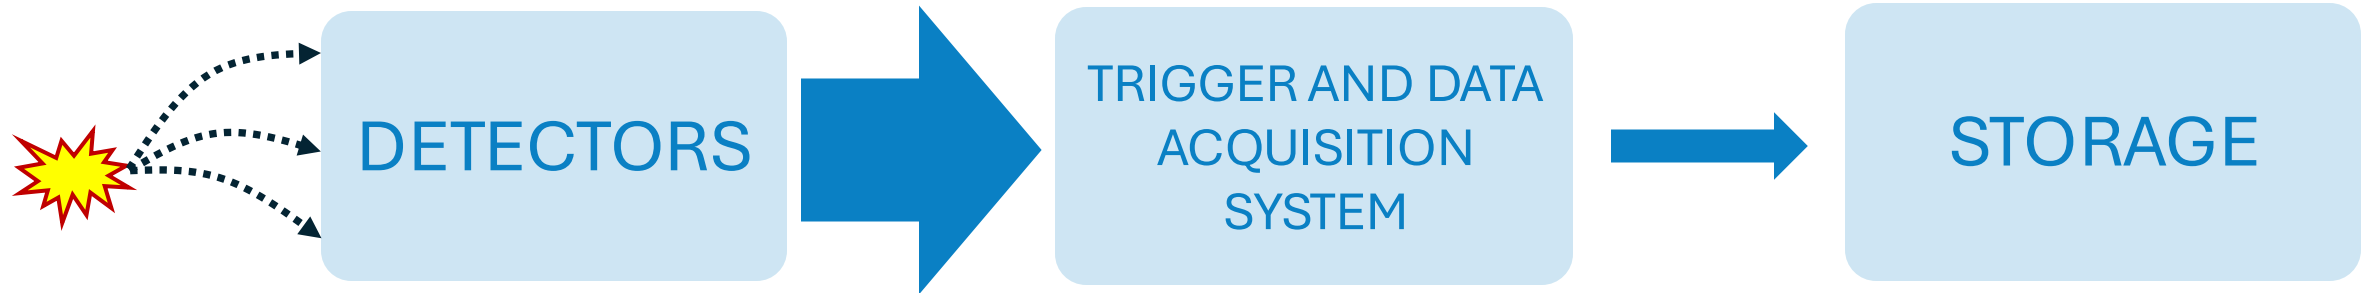 DETECTORS
TRIGGER AND DATA
ACQUISITION
SYSTEM
STORAGE